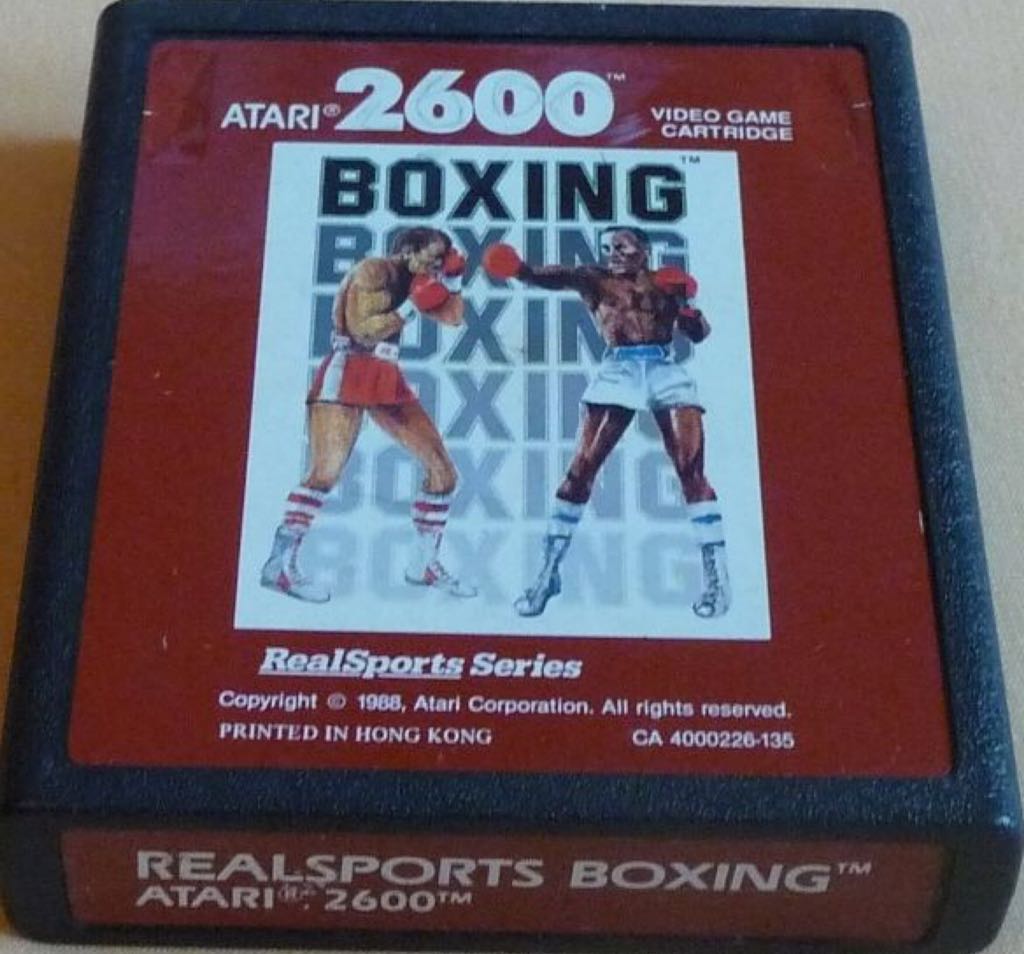 ATARI® 2600™ VIDEO GAME
CARTRIDGE
BOXING™
BOXING
BOXING
BOXING
BOXING
BOXING
RealSports Series
Copyright © 1988, Atari Corporation. All rights reserved.
PRINTED IN HONG KONG CA 4000226-135
REALSPORTS BOXING™
ATARI® 2600™